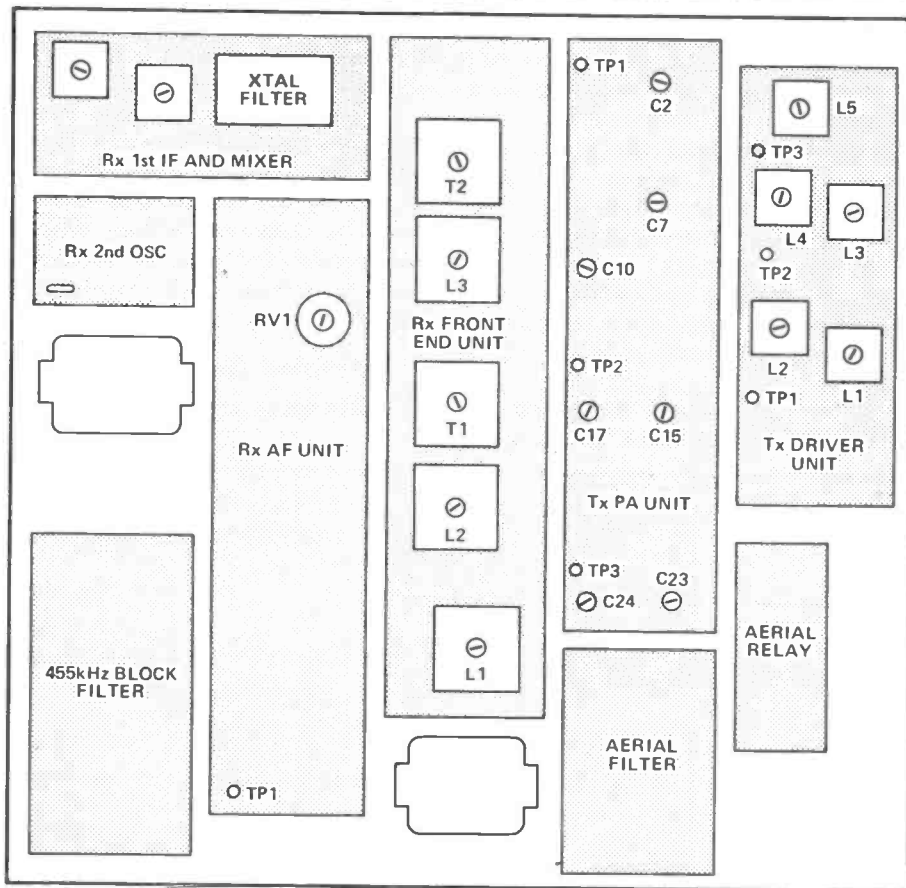 XTAL
FILTER
Rx 1st IF AND MIXER
Rx 2nd OSC
RV1
Rx AF UNIT
TP1
455kHz BLOCK
FILTER
T2
L3
Rx FRONT
END UNIT
T1
L2
L1
TP1
C2
C7
C10
TP2
C17
C15
Tx PA UNIT
TP3
C23
C24
AERIAL
FILTER
L5
TP3
L4
L3
TP2
L2
L1
TP1
Tx DRIVER
UNIT
AERIAL
RELAY